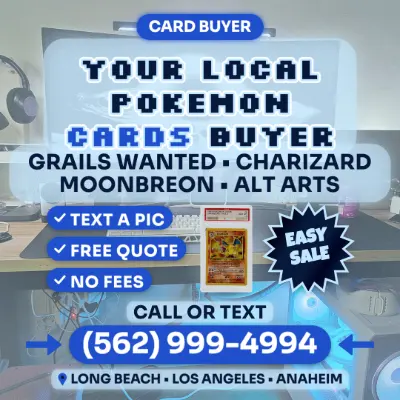 CARD BUYER
YOUR LOCAL
POKEMON
CARDS BUYER
GRAILS WANTED ▪ CHARIZARD
MOONBREON ▪ ALT ARTS
✓ TEXT A PIC
✓ FREE QUOTE
✓ NO FEES
EASY
SALE
CALL OR TEXT
(562) 999-4994
LONG BEACH ▪ LOS ANGELES ▪ ANAHEIM